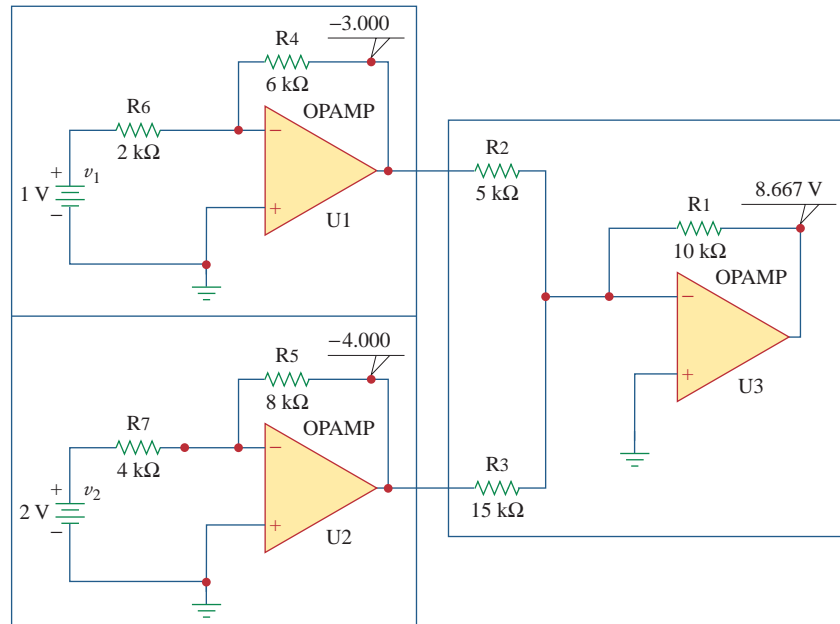 −3.000
R4
6 kΩ
OPAMP
R6
−
2 kΩ
+
v1
1 V
−
+
U1
R2
5 kΩ
8.667 V
R1
10 kΩ
OPAMP
−
+
U3
−4.000
R5
8 kΩ
OPAMP
R7
−
4 kΩ
+
v2
2 V
−
+
U2
R3
15 kΩ